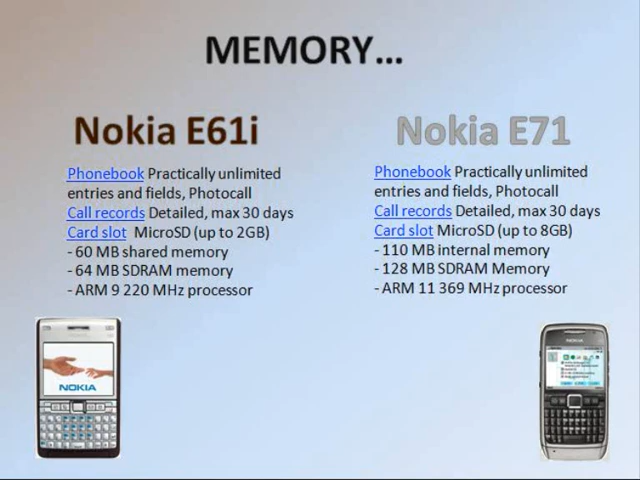 MEMORY...
Nokia E61i
Phonebook Practically unlimited
entries and fields, Photocall
Call records Detailed, max 30 days
Card slot MicroSD (up to 2GB)
- 60 MB shared memory
- 64 MB SDRAM memory
- ARM 9 220 MHz processor
Nokia E71
Phonebook Practically unlimited
entries and fields, Photocall
Call records Detailed, max 30 days
Card slot MicroSD (up to 8GB)
- 110 MB internal memory
- 128 MB SDRAM Memory
- ARM 11 369 MHz processor
NOKIA
NOKIA